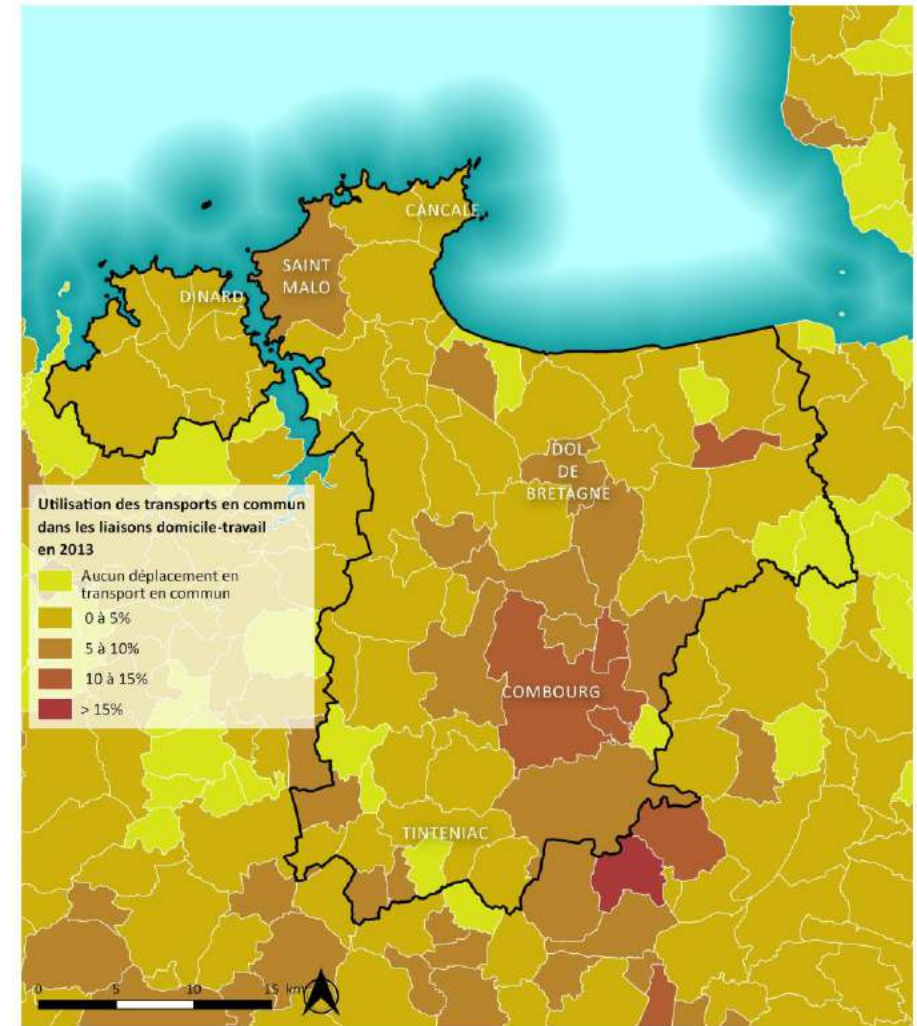 CANCALE
SAINT
MALO
DINARD
DOL
DE
BRETAGNE
Utilisation des transports en commun
dans les liaisons domicile-travail
en 2013
Aucun déplacement en
transport en commun
0 à 5%
5 à 10%
10 à 15%
> 15%
COMBOURG
TINTENIAC
0 5 10 15 km